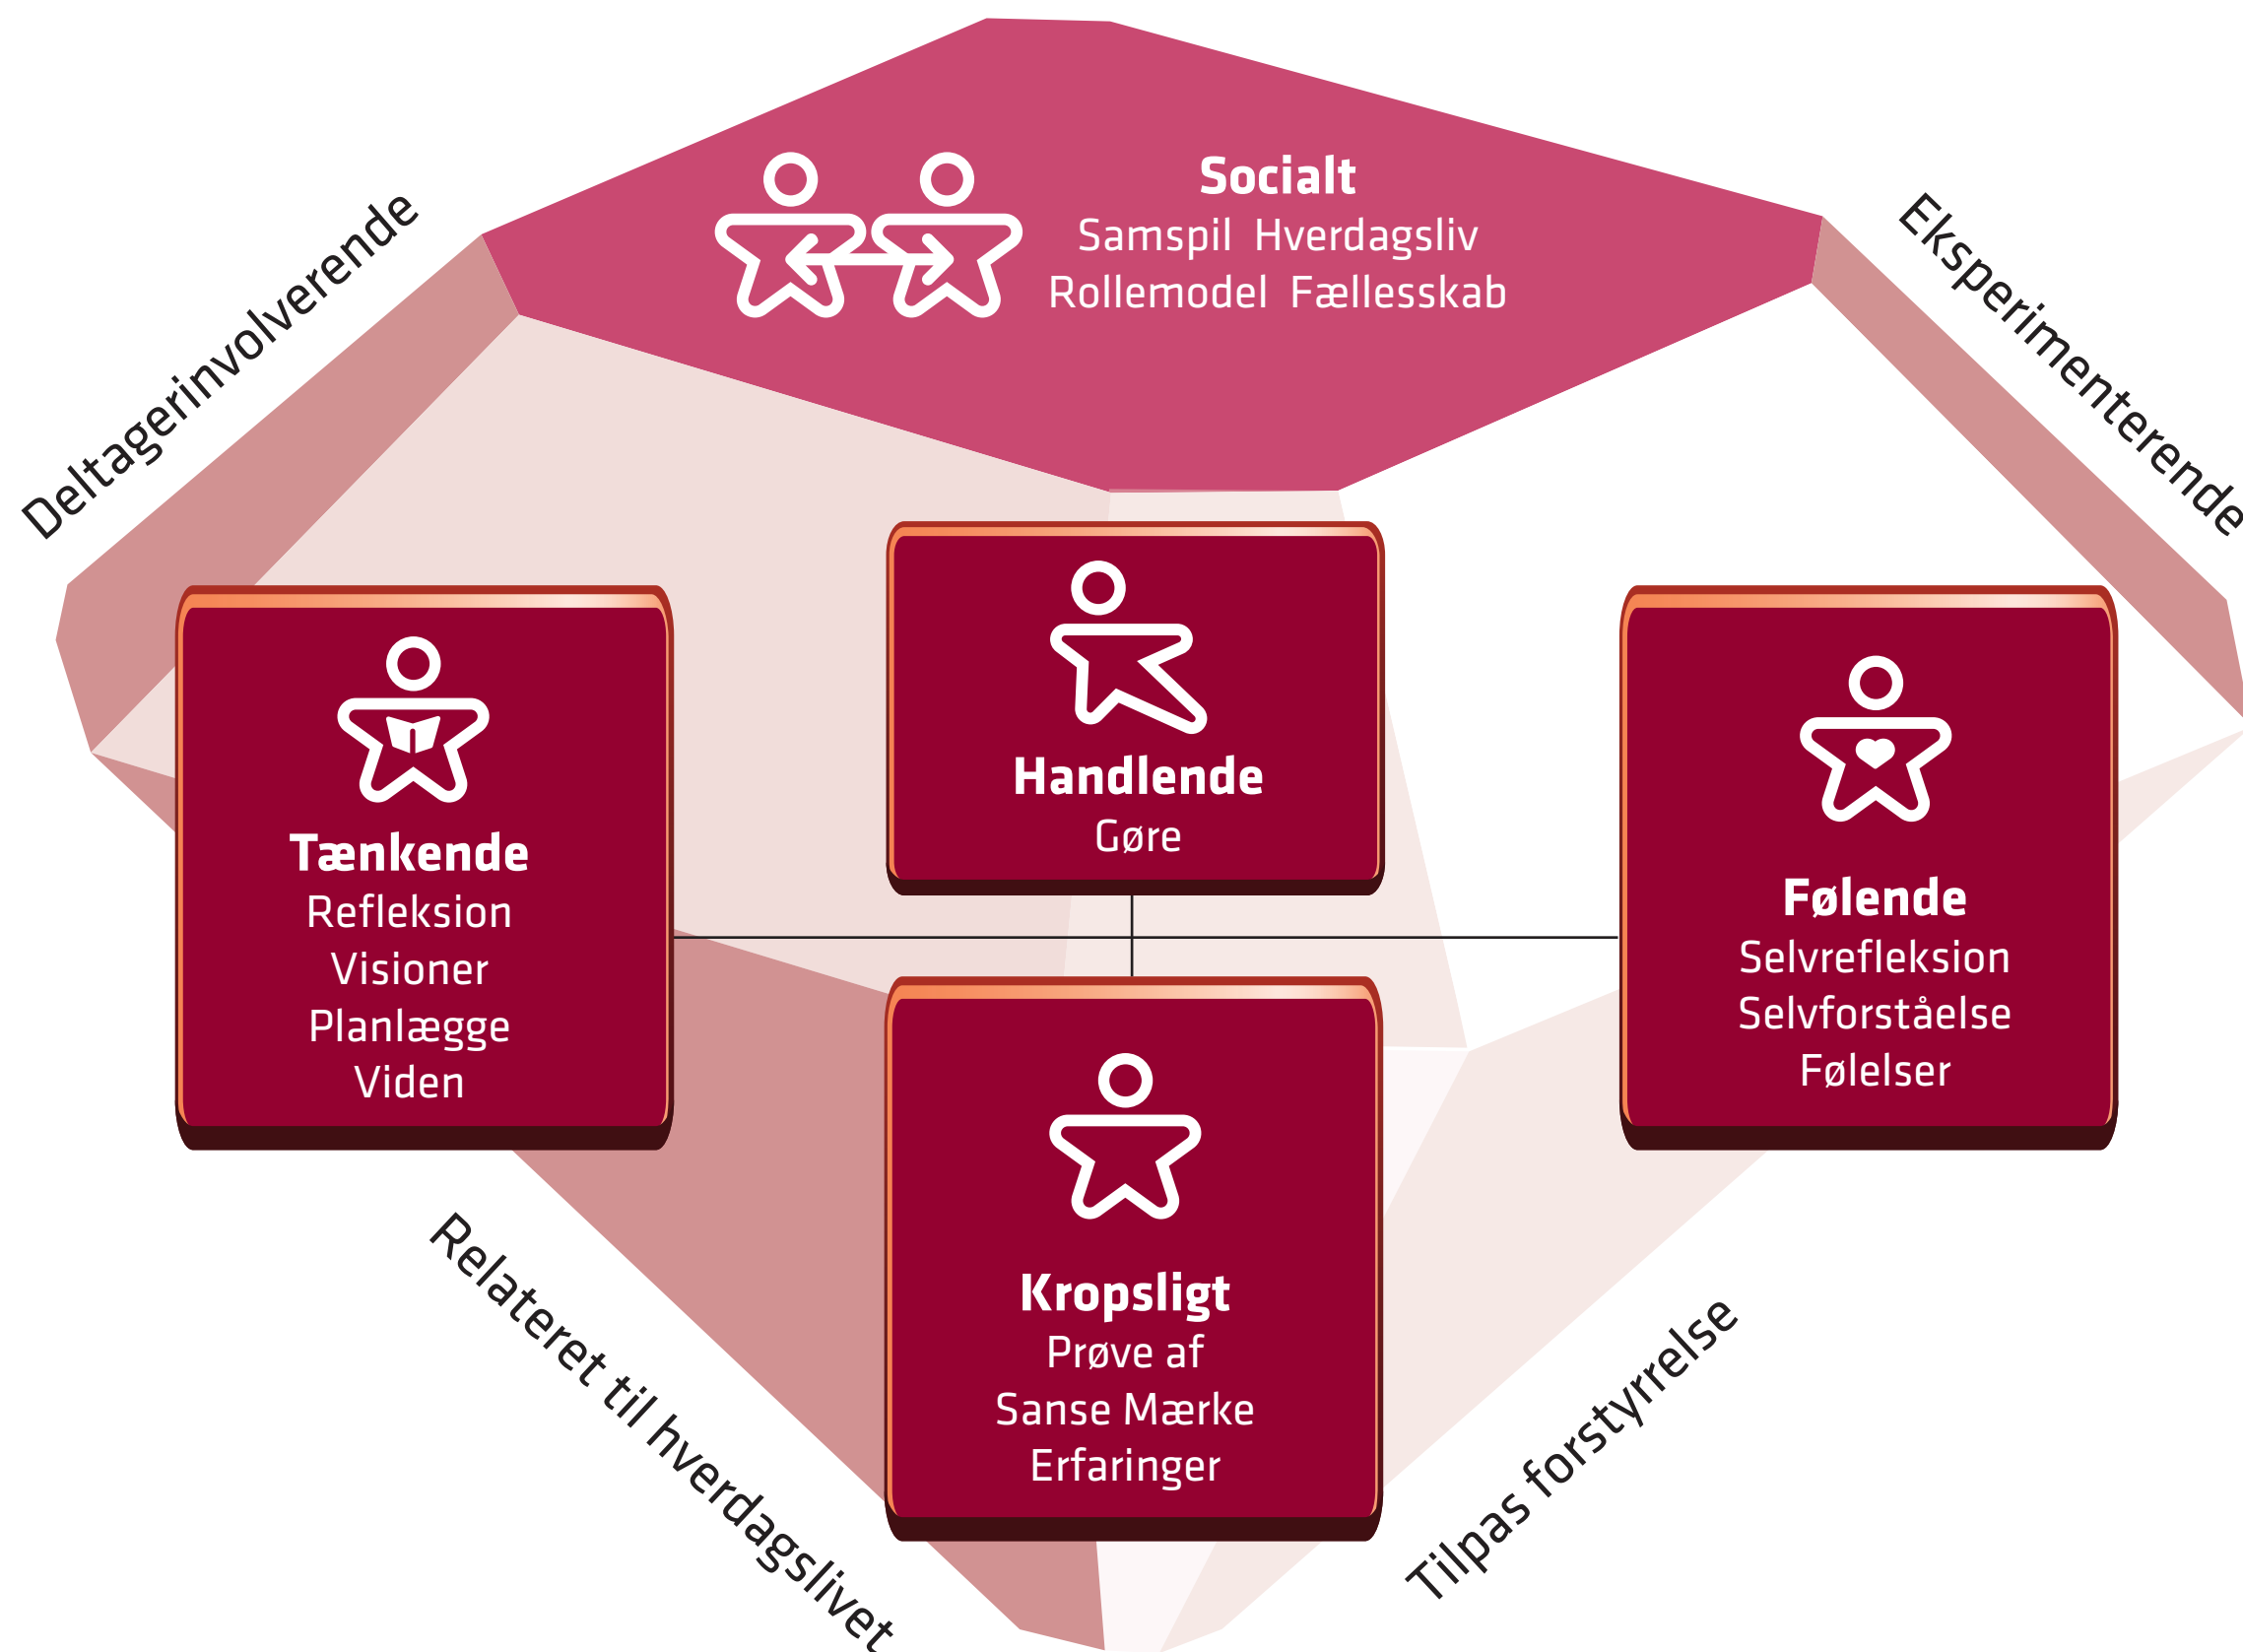 Socialt
Samspil Hverdagsliv
Rollemodel Fællesskab
Deltagerinvolverende
Eksperimenterende
Handlende
Gøre
Tænkende
Refleksion
Visioner
Planlægge
Viden
Følende
Selvrefleksion
Selvforståelse
Følelser
Kropsligt
Prøve af
Sanse Mærke
Erfaringer
Relateret till hverdagslivet
Tilpas forstyrrelse